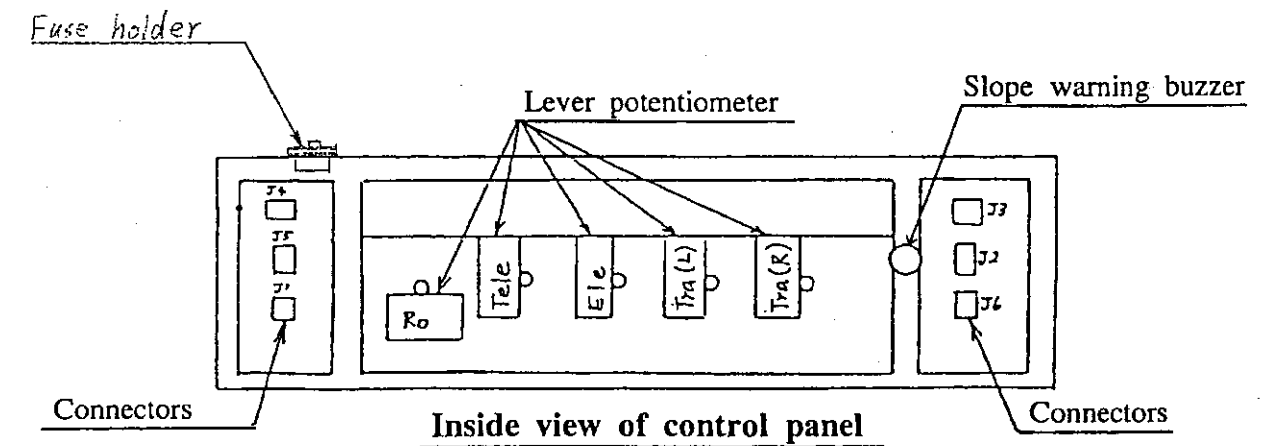 Fuse holder
Lever potentiometer
Slope warning buzzer
J4
J5
J1
Ro
Tele
Ele
Tra(L)
Tra(R)
J3
J2
J6
Connectors
Inside view of control panel
Connectors